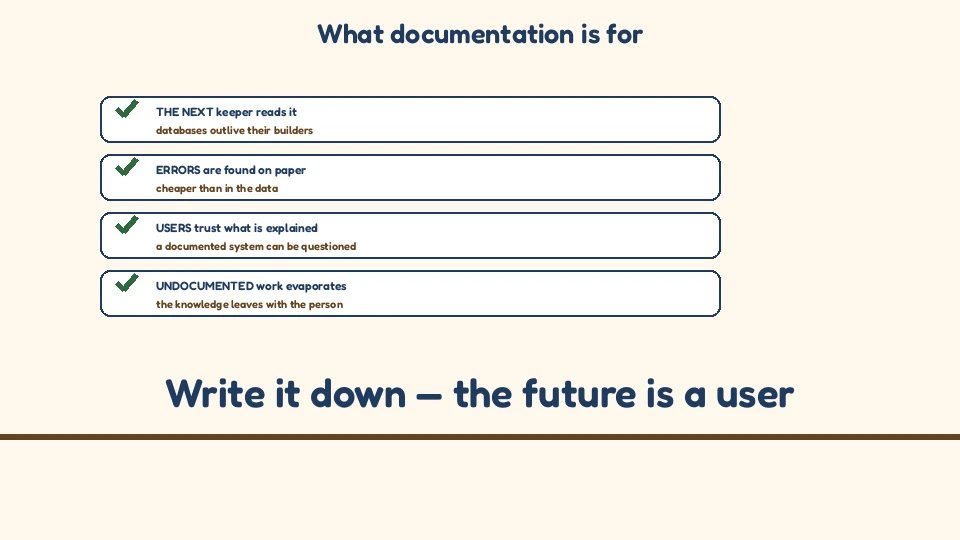 What documentation is for
THE NEXT keeper reads it
databases outlive their builders
ERRORS are found on paper
cheaper than in the data
USERS trust what is explained
a documented system can be questioned
UNDOCUMENTED work evaporates
the knowledge leaves with the person
Write it down — the future is a user